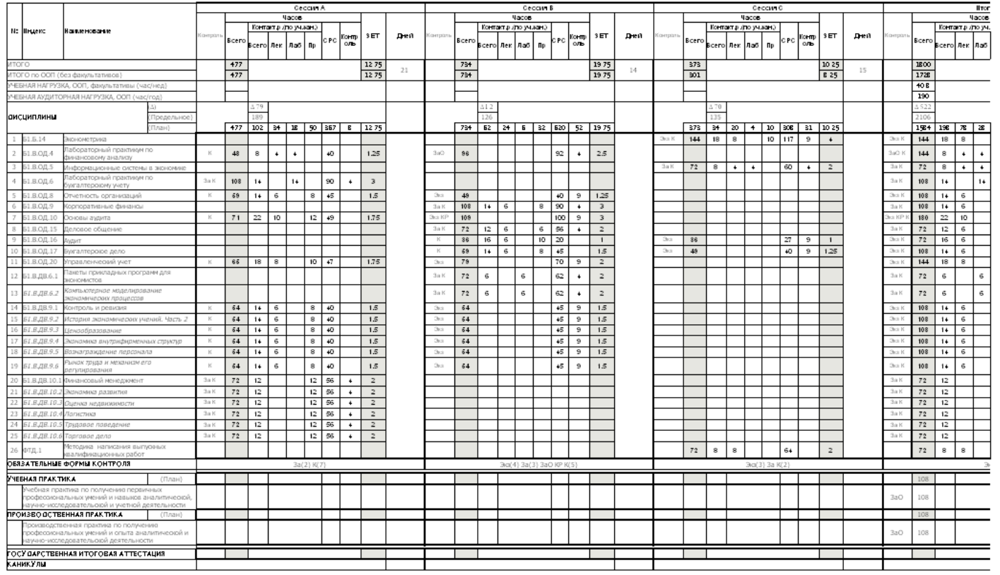 Сессия А Сессия В Сессия С Итог
Часов Часов Часов Часов
Контакт.р.(по уч.зан.) Контакт.р.(по уч.зан.) Контакт.р.(по уч.зан.) Контакт.р.(по уч.
№ Индекс Наименование Контроль Всего Всего Лек Лаб Пр СРС Контроль ЗЕТ Дней Контроль Всего Всего Лек Лаб Пр СРС Контроль ЗЕТ Дней Контроль Всего Всего Лек Лаб Пр СРС Контроль ЗЕТ Дней Контроль Всего Всего Лек Лаб
ИТОГО 477 12 75 21 734 19 75 14 373 10 25 15 1800
ИТОГО по ООП (без факультативов) 477 12 75 734 19 75 301 8 25 1728
УЧЕБНАЯ НАГРУЗКА, ООП, факультативы (час/нед) 40 8
УЧЕБНАЯ АУДИТОРНАЯ НАГРУЗКА, ООП (час/год) 190
ДИСЦИПЛИНЫ
(Δ) Δ 79 Δ12 Δ 70 Δ 522
(Предельное) 189 126 135 2106
(План) 477 102 34 18 50 367 8 12 75 734 62 24 6 32 620 52 19 75 373 34 20 4 10 308 31 10 25 1584 198 78 28
1 Б1.Б.14 Эконометрика Экз К 144 18 8 10 117 9 4 Экз К 144 18 8
2 Б1.В.ОД.4 Лабораторный практикум по финансовому анализу К 48 8 4 4 40 1.25 ЗаО 96 92 4 2.5 ЗаО К 144 8 4 4
3 Б1.В.ОД.5 Информационные системы в экономике За К 72 8 4 4 60 4 2 За К 72 8 4 4
4 Б1.В.ОД.6 Лабораторный практикум по бухгалтерскому учету За К 108 14 14 90 4 3 За К 108 14 14
5 Б1.В.ОД.8 Отчетность организаций К 59 14 6 8 45 1.5 Экз 49 40 9 1.25 Экз К 108 14 6
6 Б1.В.ОД.9 Корпоративные финансы За К 108 14 6 8 90 4 3 За К 108 14 6
7 Б1.В.ОД.10 Основы аудита К 71 22 10 12 49 1.75 Экз КР 109 100 9 3 Экз КР К 180 22 10
8 Б1.В.ОД.15 Деловое общение За К 72 12 6 6 56 4 2 За К 72 12 6
9 Б1.В.ОД.16 Аудит К 36 16 6 10 20 1 Экз 36 27 9 1 Экз К 72 16 6
10 Б1.В.ОД.17 Бухгалтерское дело К 59 14 6 8 45 1.5 Экз 49 40 9 1.25 Экз К 108 14 6
11 Б1.В.ОД.20 Управленческий учет К 65 18 8 10 47 1.75 Экз 79 70 9 2 Экз К 144 18 8
12 Б1.В.ДВ.6.1 Пакеты прикладных программ для экономистов За К 72 6 6 62 4 2 За К 72 6 6
13 Б1.В.ДВ.6.2 Компьютерное моделирование экономических процессов За К 72 6 6 62 4 2 За К 72 6 6
14 Б1.В.ДВ.9.1 Контроль и ревизия К 54 14 6 8 40 1.5 Экз 54 45 9 1.5 Экз К 108 14 6
15 Б1.В.ДВ.9.2 История экономических учений. Часть 2 К 54 14 6 8 40 1.5 Экз 54 45 9 1.5 Экз К 108 14 6
16 Б1.В.ДВ.9.3 Ценообразование К 54 14 6 8 40 1.5 Экз 54 45 9 1.5 Экз К 108 14 6
17 Б1.В.ДВ.9.4 Экономика внутрифирменных структур К 54 14 6 8 40 1.5 Экз 54 45 9 1.5 Экз К 108 14 6
18 Б1.В.ДВ.9.5 Вознаграждение персонала К 54 14 6 8 40 1.5 Экз 54 45 9 1.5 Экз К 108 14 6
19 Б1.В.ДВ.9.6 Рынок труда и механизм его регулирования К 54 14 6 8 40 1.5 Экз 54 45 9 1.5 Экз К 108 14 6
20 Б1.В.ДВ.10.1 Финансовый менеджмент За К 72 12 12 56 4 2 За К 72 12
21 Б1.В.ДВ.10.2 Экономика развития За К 72 12 12 56 4 2 За К 72 12
22 Б1.В.ДВ.10.3 Оценка недвижимости За К 72 12 12 56 4 2 За К 72 12
23 Б1.В.ДВ.10.4 Логистика За К 72 12 12 56 4 2 За К 72 12
24 Б1.В.ДВ.10.5 Трудовое поведение За К 72 12 12 56 4 2 За К 72 12
25 Б1.В.ДВ.10.6 Торговое дело За К 72 12 12 56 4 2 За К 72 12
26 ФТД.1 Методика написания выпускных квалификационных работ 72 8 8 64 2 72 8 8
ОБЯЗАТЕЛЬНЫЕ ФОРМЫ КОНТРОЛЯ За(2) К(7) Экз(4) За(3) ЗаО КР К(5) Экз(3) За К(2) Э
УЧЕБНАЯ ПРАКТИКА (План) 108
Учебная практика по получению первичных
профессиональных умений и навыков аналитической, ЗаО 108
научно-исследовательской и учетной деятельности
ПРОИЗВОДСТВЕННАЯ ПРАКТИКА (План) 108
Производственная практика по получению
профессиональных умений и опыта аналитической и ЗаО 108
научно-исследовательской деятельности
ГОСУДАРСТВЕННАЯ ИТОГОВАЯ АТТЕСТАЦИЯ
КАНИКУЛЫ